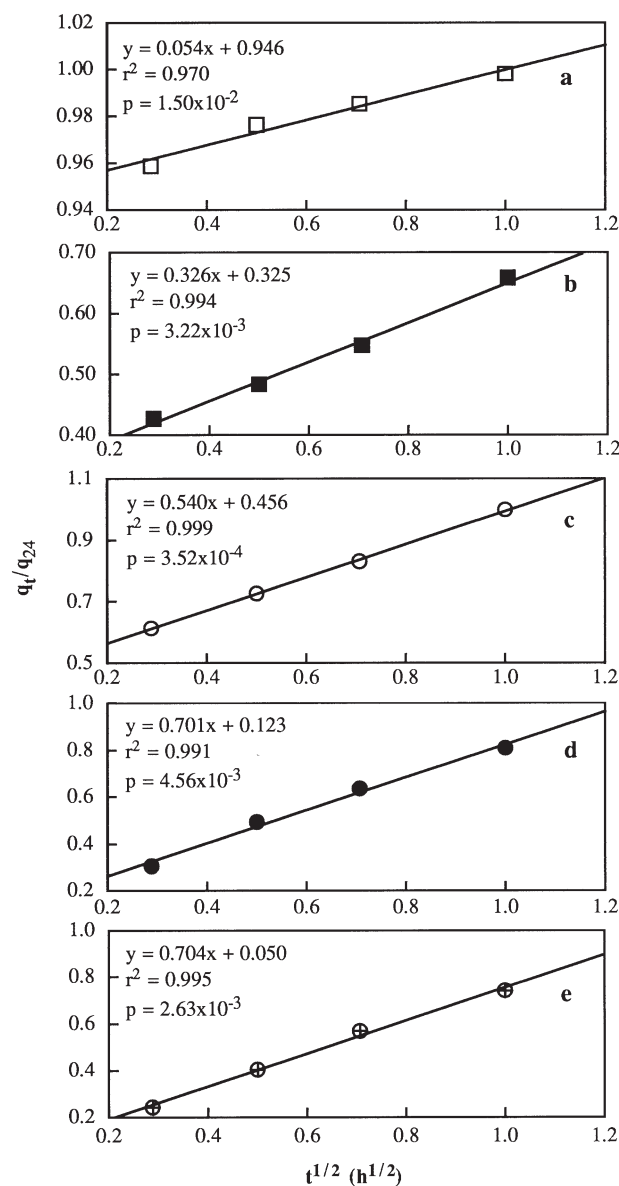 1.02
y = 0.054x + 0.946
r² = 0.970
1.00
a
p = 1.50x10⁻²
0.98
0.96
0.94
0.2 0.4 0.6 0.8 1.0 1.2
0.70
y = 0.326x + 0.325
b
r² = 0.994
0.60
p = 3.22x10⁻³
0.50
0.40
0.2 0.4 0.6 0.8 1.0 1.2
1.1
y = 0.540x + 0.456
c
r² = 0.999
0.9
p = 3.52x10⁻⁴
0.7
0.5
0.2 0.4 0.6 0.8 1.0 1.2
qt/q24
1.0
y = 0.701x + 0.123
d
r² = 0.991
0.8
p = 4.56x10⁻³
0.6
0.4
0.2
0.2 0.4 0.6 0.8 1.0 1.2
1.0
y = 0.704x + 0.050
r² = 0.995
e
0.8
p = 2.63x10⁻³
0.6
0.4
0.2
0.2 0.4 0.6 0.8 1.0 1.2
t^1/2 (h^1/2)